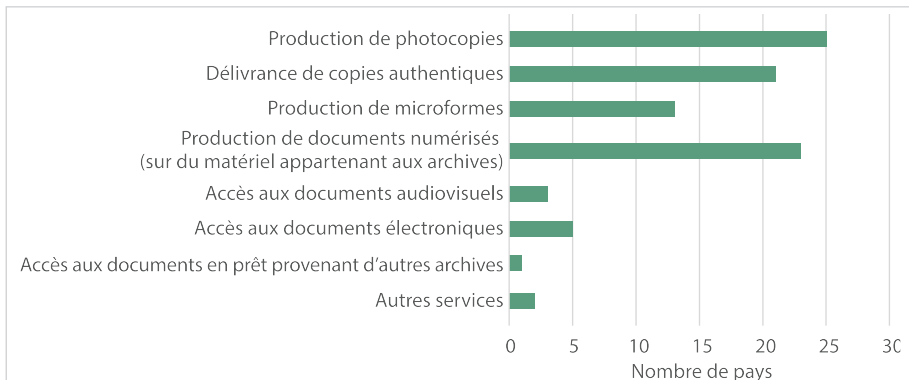 Production de photocopies
Délivrance de copies authentiques
Production de microformes
Production de documents numérisés
(sur du matériel appartenant aux archives)
Accès aux documents audiovisuels
Accès aux documents électroniques
Accès aux documents en prêt provenant d’autres archives
Autres services
0 5 10 15 20 25 30
Nombre de pays